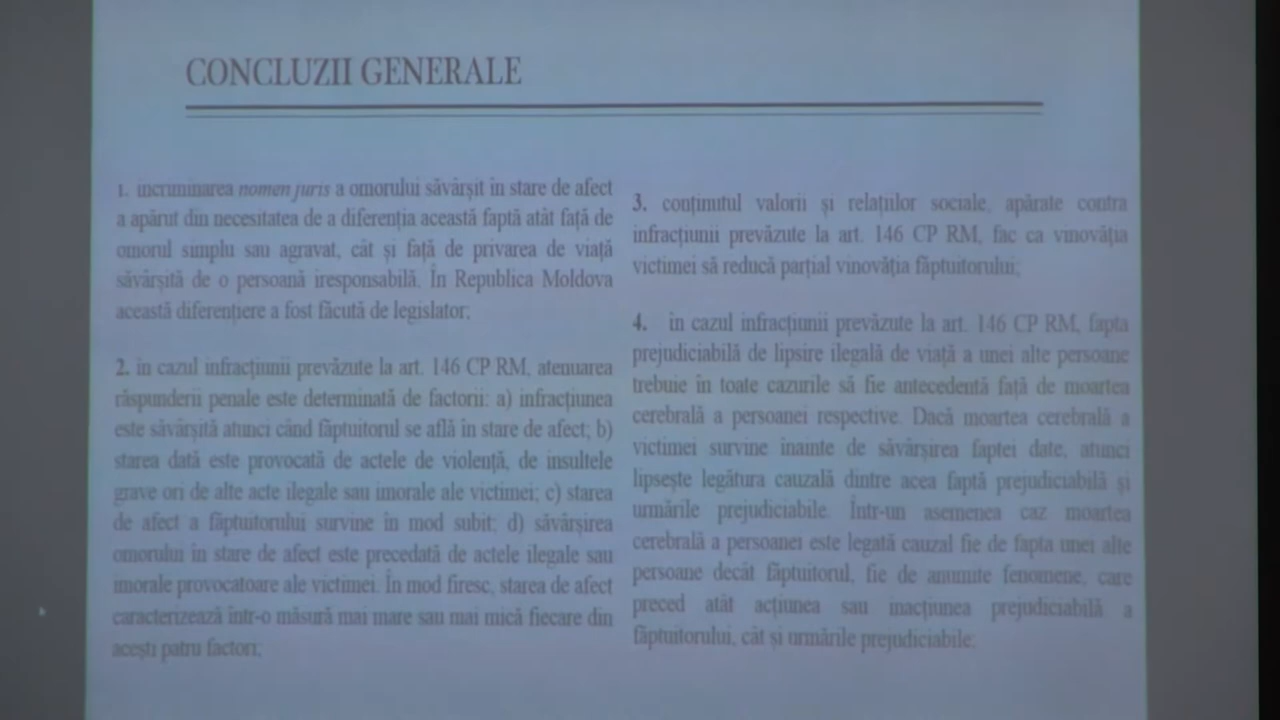 CONCLUZII GENERALE
1. incriminarea nomen juris a omorului săvârșit în stare de afect
a apărut din necesitatea de a diferenția această faptă atât față de
omorul simplu sau agravat, cât și față de privarea de viață
săvârșită de o persoană iresponsabilă. În Republica Moldova
această diferențiere a fost făcută de legislator;
2. în cazul infracțiunii prevăzute la art. 146 CP RM, atenuarea
răspunderii penale este determinată de factorii: a) infracțiunea
este săvârșită atunci când făptuitorul se află în stare de afect; b)
starea dată este provocată de actele de violență, de insultele
grave ori de alte acte ilegale sau imorale ale victimei; c) starea
de afect a făptuitorului survine în mod subit; d) săvârșirea
omorului în stare de afect este precedată de actele ilegale sau
imorale provocatoare ale victimei. În mod firesc, starea de afect
caracterizează într-o măsură mai mare sau mai mică fiecare din
acești patru factori;
3. conținutul valorii și relațiilor sociale, apărate contra
infracțiunii prevăzute la art. 146 CP RM, fac ca vinovăția
victimei să reducă parțial vinovăția făptuitorului;
4. în cazul infracțiunii prevăzute la art. 146 CP RM, fapta
prejudiciabilă de lipsire ilegală de viață a unei alte persoane
trebuie în toate cazurile să fie antecedentă față de moartea
cerebrală a persoanei respective. Dacă moartea cerebrală a
victimei survine înainte de săvârșirea faptei date, atunci
lipsește legătura cauzală dintre acea faptă prejudiciabilă și
urmările prejudiciabile. Într-un asemenea caz moartea
cerebrală a persoanei este legată cauzal fie de fapta unei alte
persoane decât făptuitorul, fie de anumite fenomene, care
preced atât acțiunea sau inacțiunea prejudiciabilă a
făptuitorului, cât și urmările prejudiciabile;